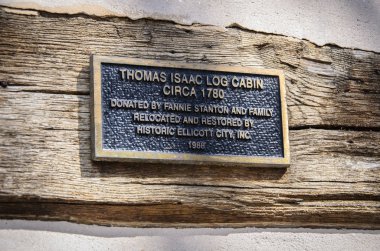 THOMAS ISAAC LOG CABIN
CIRCA 1780
DONATED BY FANNIE STANTON AND FAMILY.
RELOCATED AND RESTORED BY
HISTORIC ELLICOTT CITY, INC.
1988